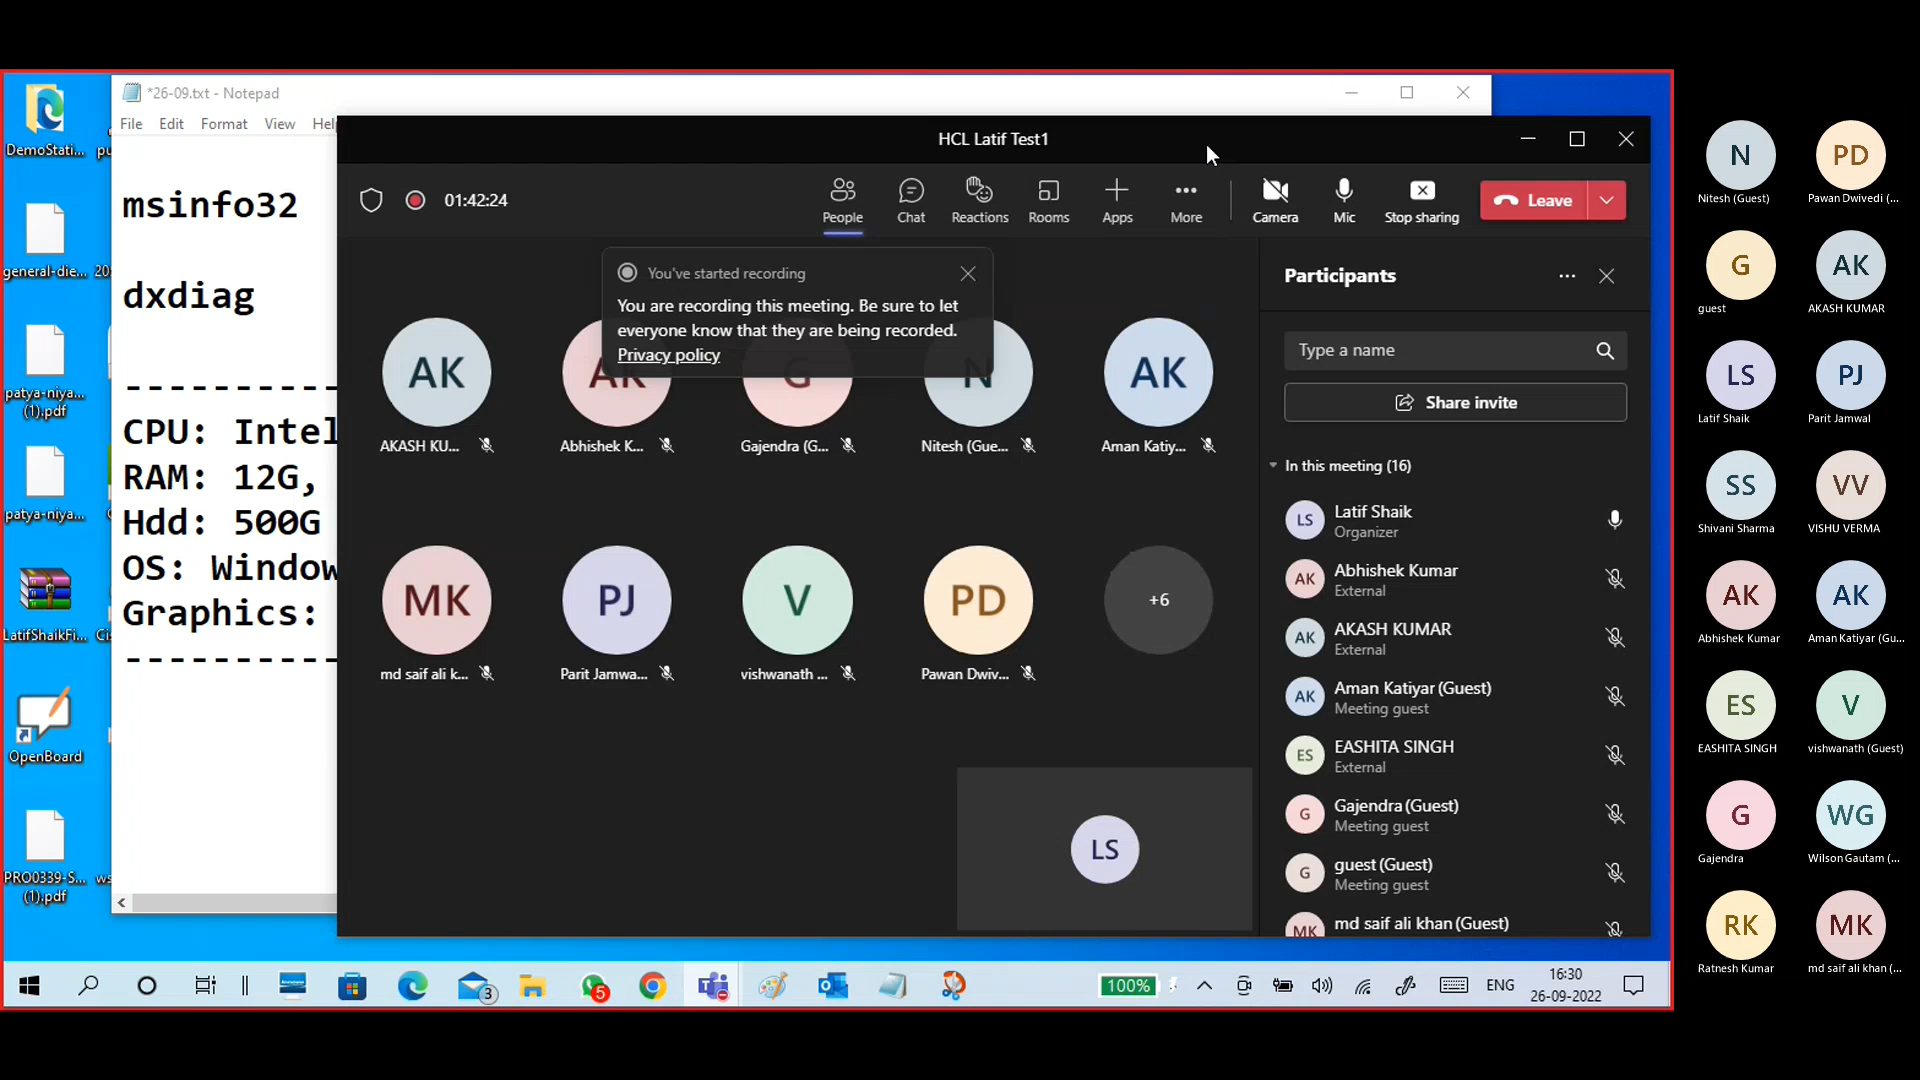 *26-09.txt - Notepad
File Edit Format View Help
msinfo32
dxdiag
--------------------
CPU: Intel
RAM: 12G,
Hdd: 500G
OS: Window
Graphics:
--------------------
DemoStati...
general-die...
patya-niya...
(1).pdf
patya-niya...
LatifShaikFi...
OpenBoard
PRO0339-S...
(1).pdf
HCL Latif Test1
01:42:24
People Chat Reactions Rooms Apps More Camera Mic Stop sharing Leave
You've started recording
You are recording this meeting. Be sure to let
everyone know that they are being recorded.
Privacy policy
AK AK G N AK
AKASH KU... Abhishek K... Gajendra (G... Nitesh (Gue... Aman Katiy...
MK PJ V PD +6
md saif ali k... Parit Jamwa... vishwanath ... Pawan Dwiv...
LS
Participants
Type a name
Share invite
In this meeting (16)
LS Latif Shaik
Organizer
AK Abhishek Kumar
External
AK AKASH KUMAR
External
AK Aman Katiyar (Guest)
Meeting guest
ES EASHITA SINGH
External
G Gajendra (Guest)
Meeting guest
G guest (Guest)
Meeting guest
MK md saif ali khan (Guest)
3 5 100% ENG 16:30
26-09-2022
N PD
Nitesh (Guest) Pawan Dwivedi (...
G AK
guest AKASH KUMAR
LS PJ
Latif Shaik Parit Jamwal
SS VV
Shivani Sharma VISHU VERMA
AK AK
Abhishek Kumar Aman Katiyar (Gu...
ES V
EASHITA SINGH vishwanath (Guest)
G WG
Gajendra Wilson Gautam (...
RK MK
Ratnesh Kumar md saif ali khan (...